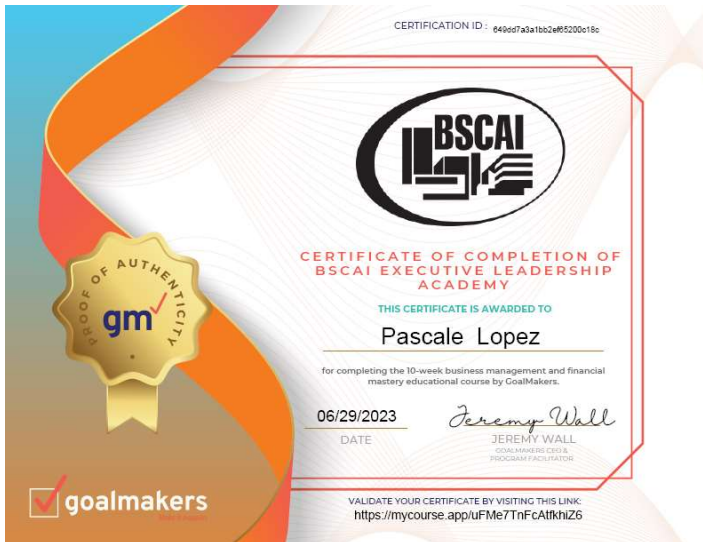 CERTIFICATION ID : 649dd7a3a1bb2ef65200c18c
BSCAI
CERTIFICATE OF COMPLETION OF
BSCAI EXECUTIVE LEADERSHIP
ACADEMY
THIS CERTIFICATE IS AWARDED TO
Pascale Lopez
for completing the 10-week business management and financial
mastery educational course by GoalMakers.
PROOF OF AUTHENTICITY
gm
06/29/2023
DATE
Jeremy Wall
JEREMY WALL
GOALMAKERS CEO &
PROGRAM FACILITATOR
goalmakers
VALIDATE YOUR CERTIFICATE BY VISITING THIS LINK:
https://mycourse.app/uFMe7TnFcAtfkhiZ6